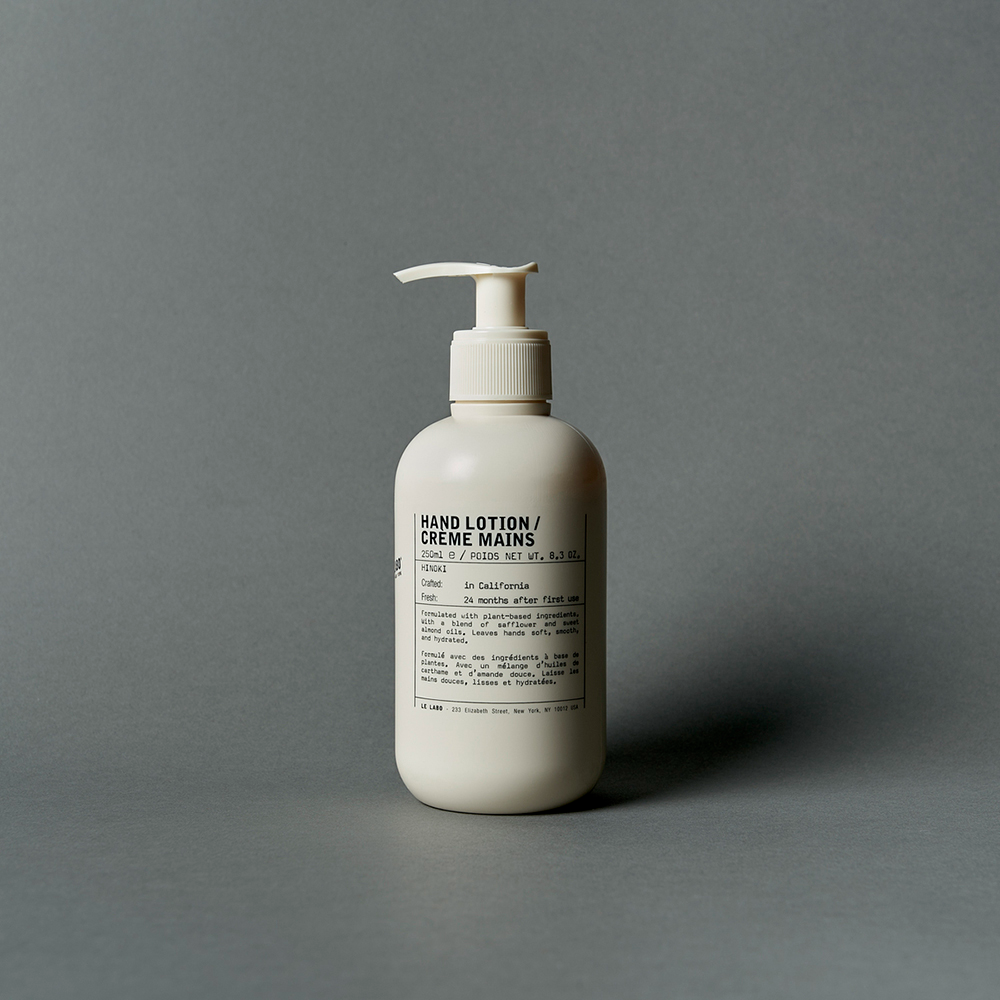 HAND LOTION /
CRÈME MAINS
250ml ℮ / POIDS NET WT. 8.3 OZ.
HINOKI
Crafted: in California
Fresh: 24 months after first use
Formulated with plant-based ingredients.
With a blend of safflower and sweet
almond oils. Leaves hands soft, smooth,
and hydrated.
Formulé avec des ingrédients à base de
plantes. Avec un mélange d'huiles de
carthame et d'amande douce. Laisse les
mains douces, lisses et hydratées.
LE LABO - 233 Elizabeth Street, New York, NY 10012 USA